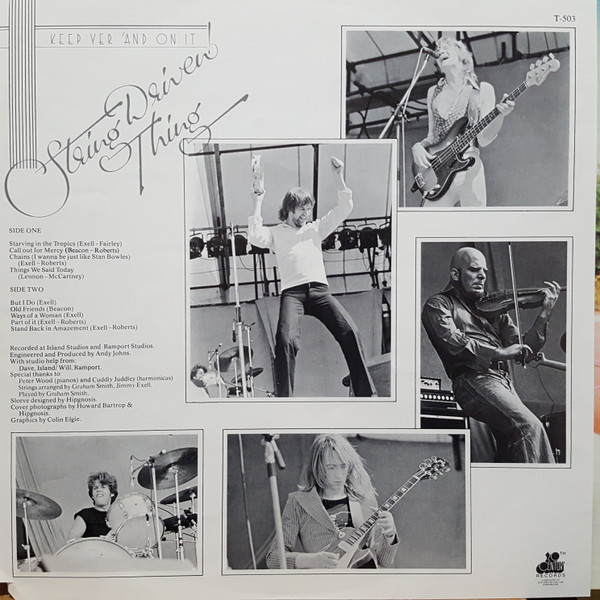 T-503
KEEP YER 'AND ON IT
String Driven
Thing
SIDE ONE
Starving in the Tropics (Exell-Fairley)
Call out for Mercy (Beacon-Roberts)
Chains (I wanna be just like Stan Bowles)
(Exell-Roberts)
Things We Said Today
(Lennon-McCartney)
SIDE TWO
But I Do (Exell)
Old Friends (Beacon)
Ways of a Woman (Exell)
Part of it (Exell-Roberts)
Stand Back in Amazement (Exell-Roberts)
Recorded at Island Studios and Ramport Studios.
Engineered and Produced by Andy Johns.
With studio help from:
Dave, Island/ Will, Ramport.
Special thanks to:
Peter Wood (pianos) and Cuddly Juddley (harmonicas)
Strings arranged by Graham Smith, Jimmy Exell.
Played by Graham Smith.
Sleeve designed by Hipgnosis.
Cover photographs by Howard Bartrop &
Hipgnosis.
Graphics by Colin Elgie.
20
TH
CENTURY
RECORDS